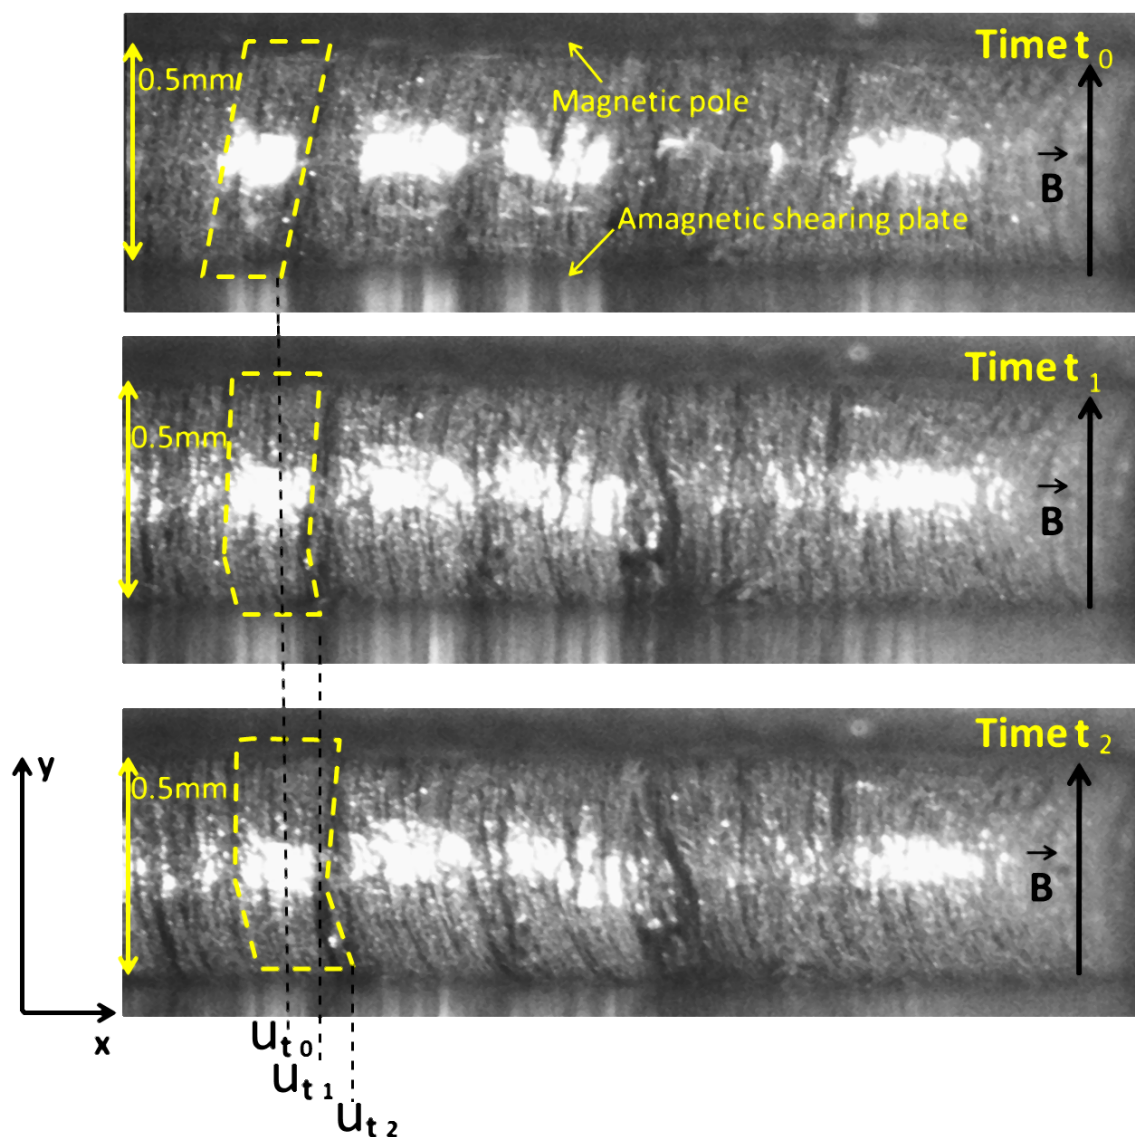 Time t0
0.5mm
Magnetic pole
B
Amagnetic shearing plate
Time t1
0.5mm
B
Time t2
y
0.5mm
B
x
ut0
ut1
ut2